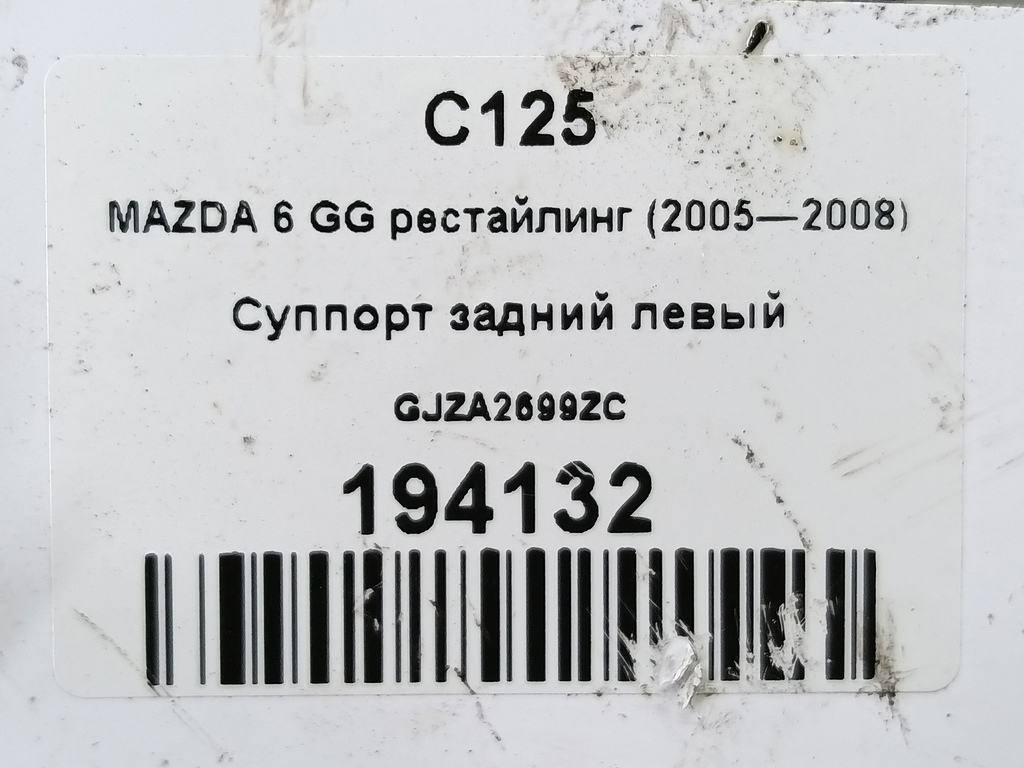 C125
MAZDA 6 GG рестайлинг (2005—2008)
Суппорт задний левый
GJZA2699ZC
194132